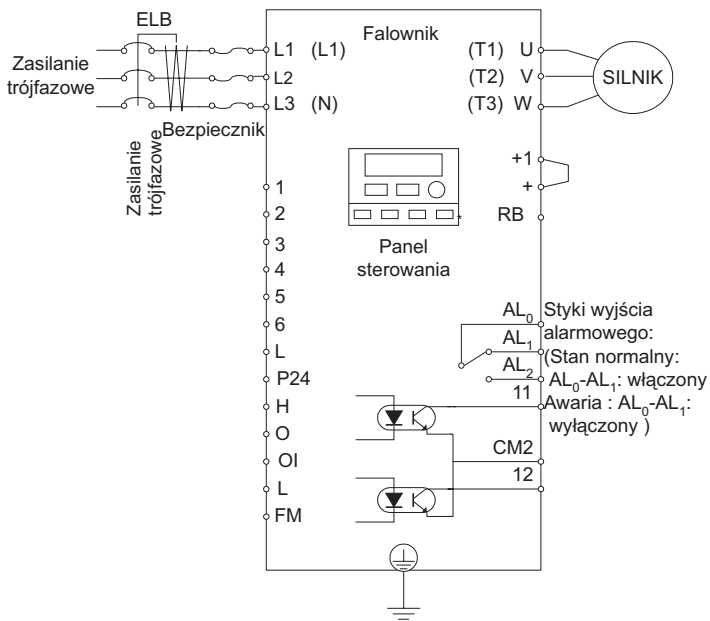 ELB
Zasilanie
trójfazowe
Zasilanie
trójfazowe
Bezpiecznik
L1 (L1)
L2
L3 (N)
Falownik
(T1) U
(T2) V
(T3) W
SILNIK
+1
+
RB
Panel
sterowania
*
1
2
3
4
5
6
L
P24
H
O
OI
L
FM
AL0
AL1
AL2
11
CM2
12
Styki wyjścia
alarmowego:
(Stan normalny:
AL0-AL1: włączony
Awaria : AL0-AL1:
wyłączony )